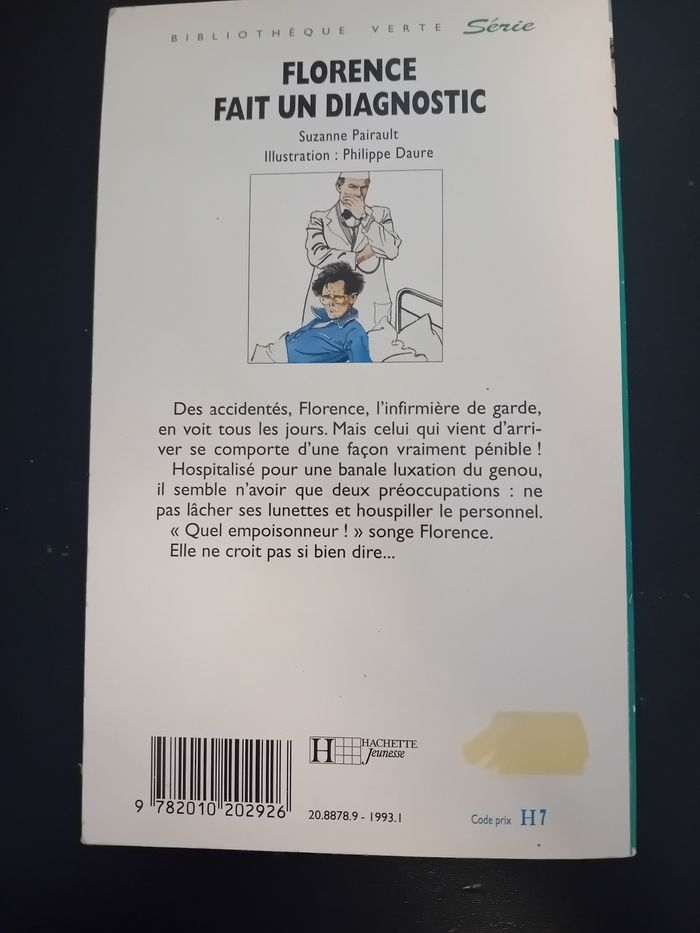 BIBLIOTHÈQUE VERTE Série
FLORENCE
FAIT UN DIAGNOSTIC
Suzanne Pairault
Illustration : Philippe Daure
Des accidentés, Florence, l'infirmière de garde,
en voit tous les jours. Mais celui qui vient d'arri-
ver se comporte d'une façon vraiment pénible !
Hospitalisé pour une banale luxation du genou,
il semble n'avoir que deux préoccupations : ne
pas lâcher ses lunettes et houspiller le personnel.
« Quel empoisonneur ! » songe Florence.
Elle ne croit pas si bien dire...
H HACHETTE
Jeunesse
9 782010 202926
20.8878.9 - 1993.1
Code prix H7